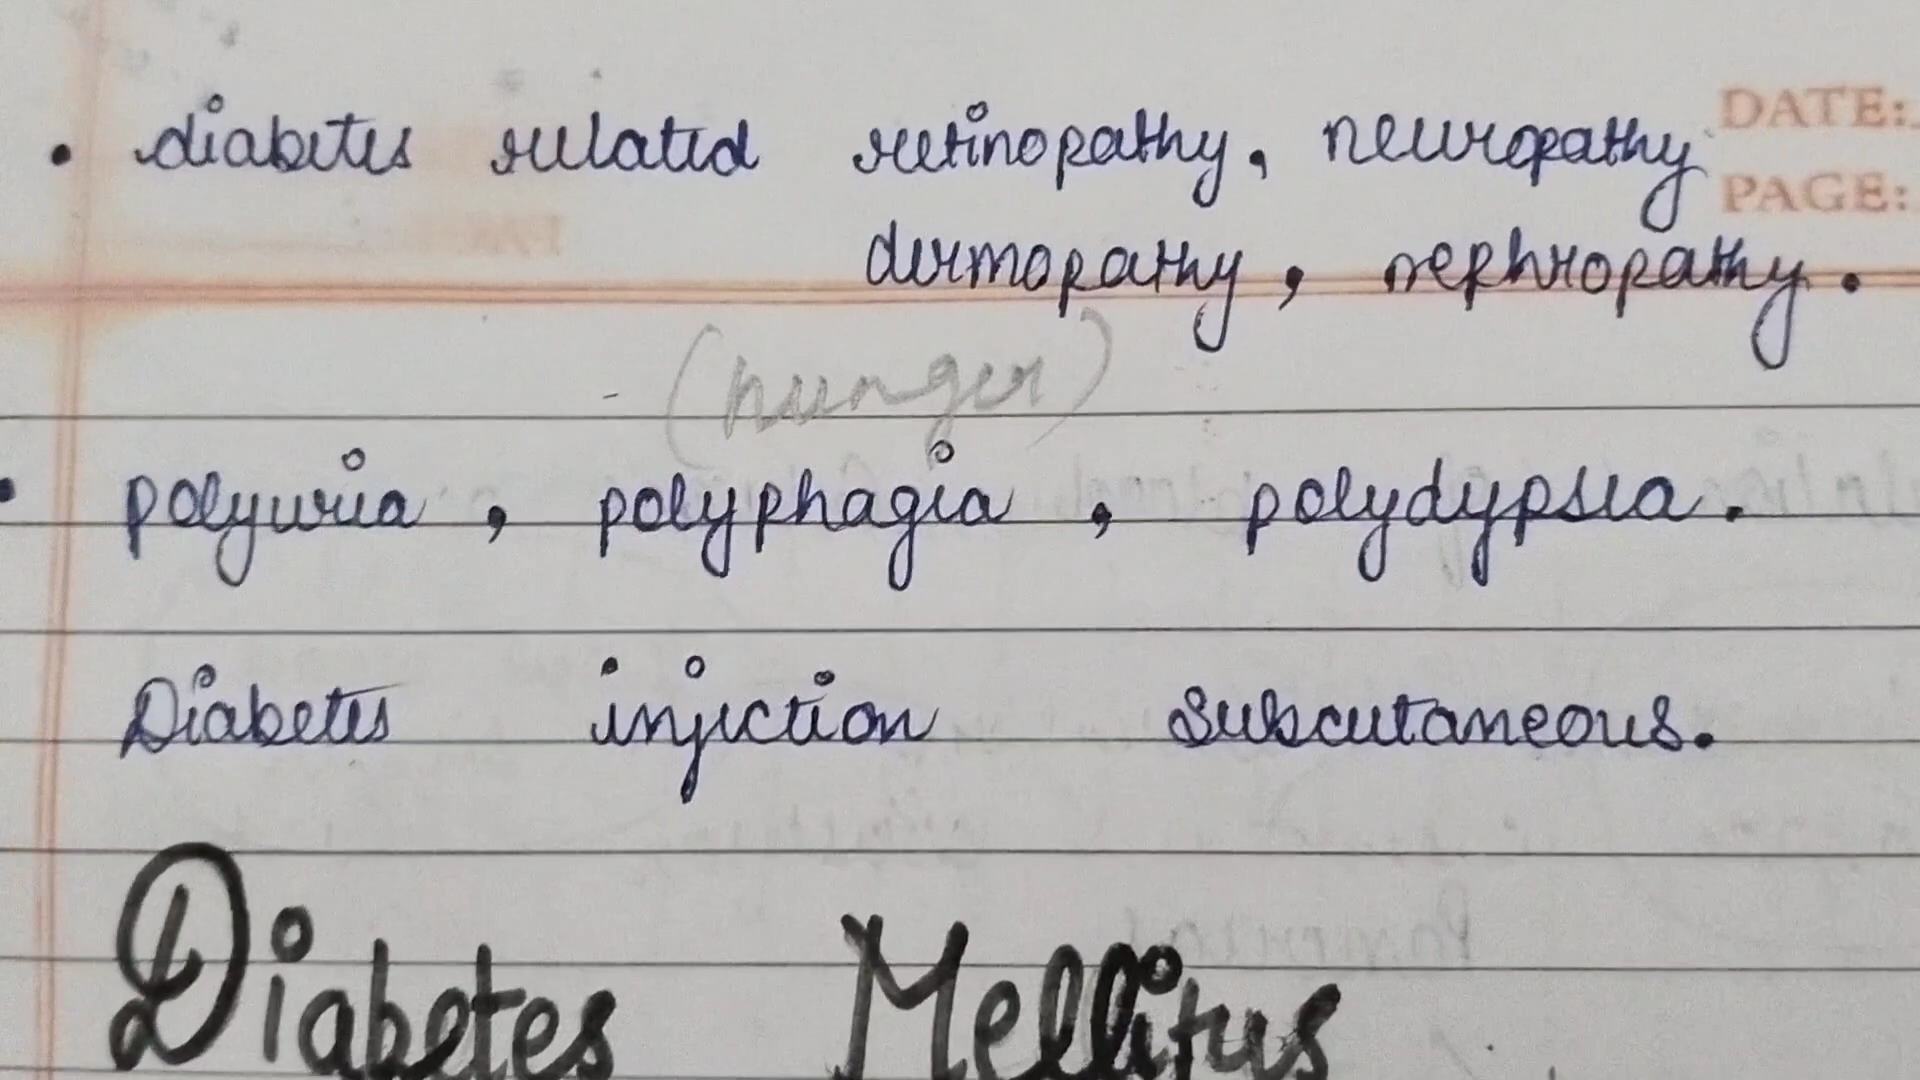 • diabetes related retinopathy, neuropathy
DATE:
PAGE:
dermopathy, nephropathy.
(hunger)
• polyuria, polyphagia, polydypsia.
Diabetes injection subcutaneous.
Diabetes Mellitus